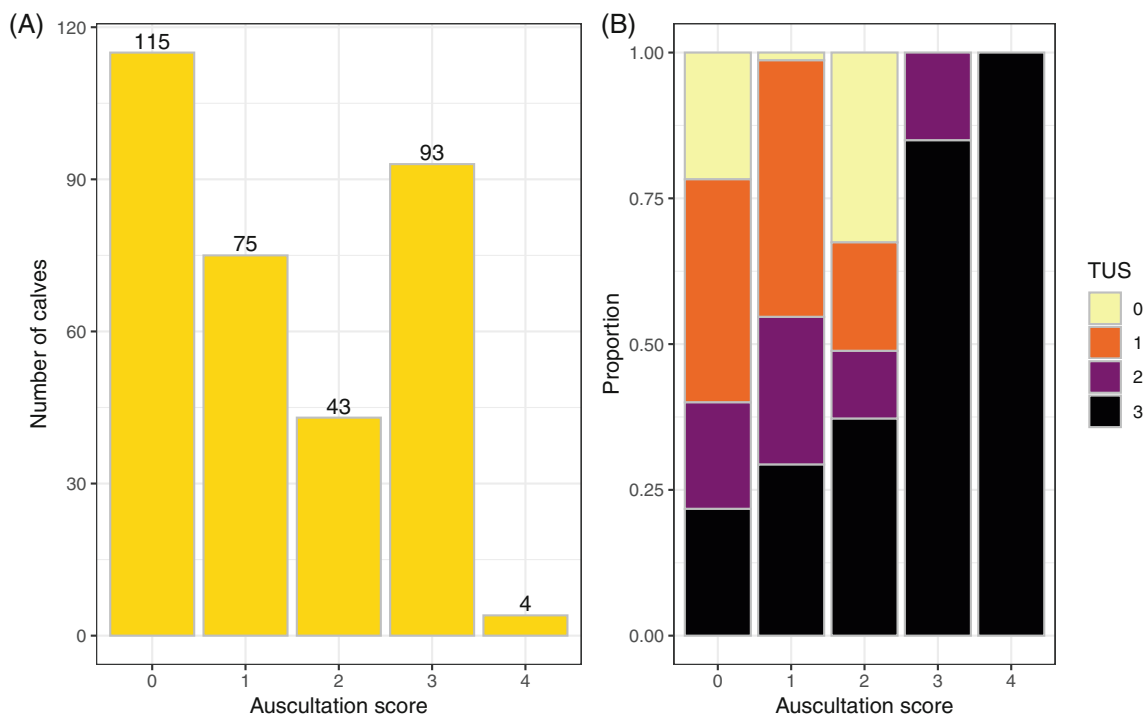 (A)
Number of calves
120
90
60
30
0
115
75
43
93
4
0 1 2 3 4
Auscultation score
(B)
Proportion
1.00
0.75
0.50
0.25
0.00
0 1 2 3 4
Auscultation score
TUS
0
1
2
3